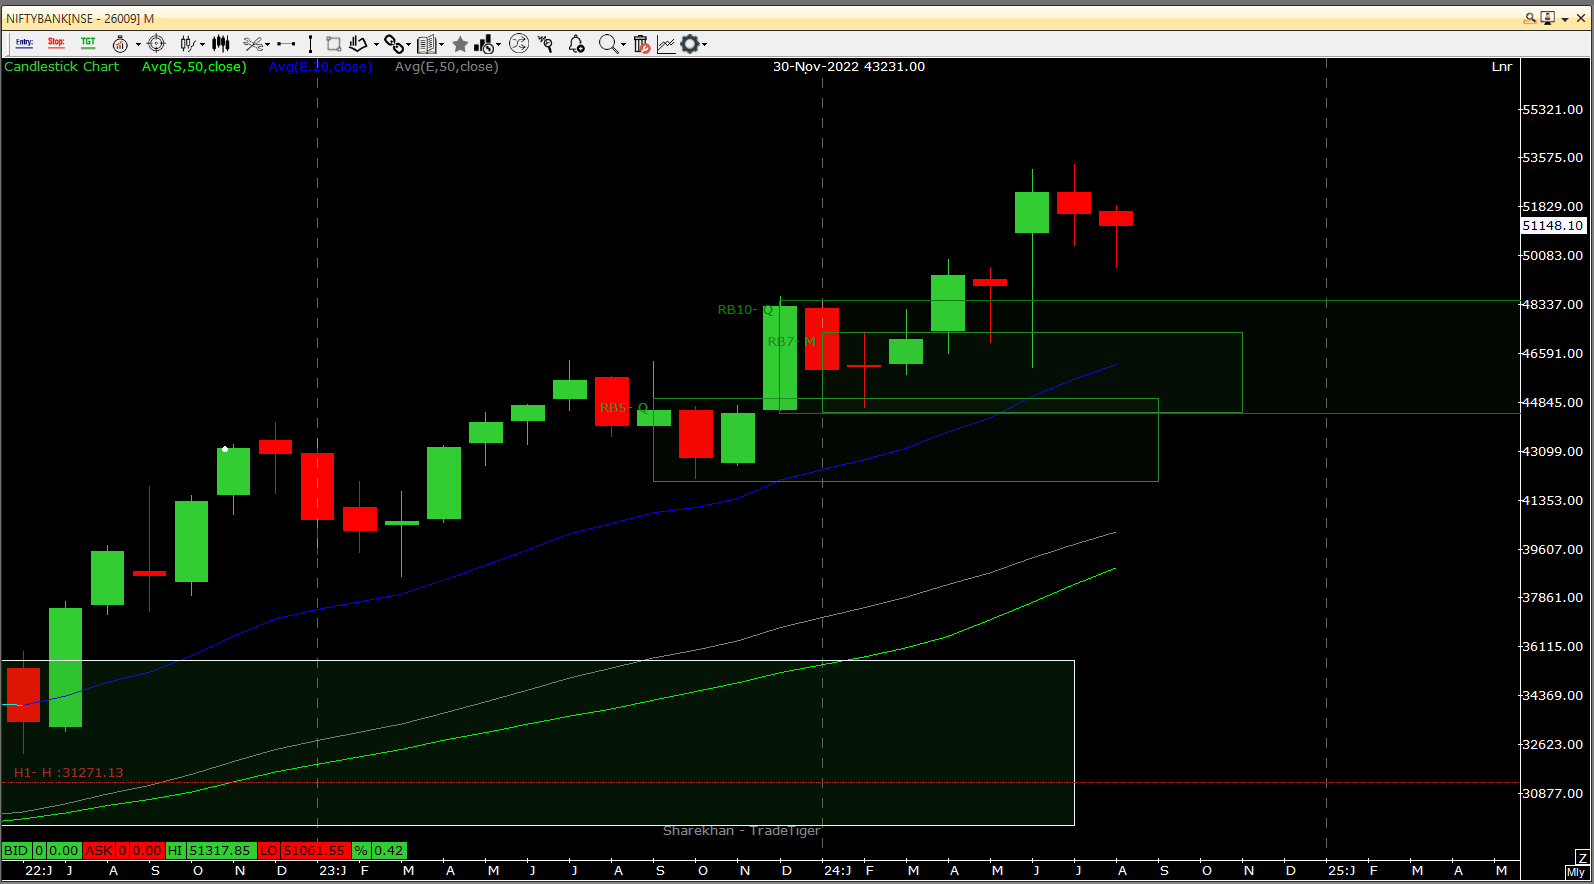 NIFTYBANK[NSE - 26009] M
Entry: Stop: TGT
Candlestick Chart Avg(S,50,close) Avg(E,20,close) Avg(E,50,close) 30-Nov-2022 43231.00 Lnr
55321.00
53575.00
51829.00
51148.10
50083.00
RB10- Q 48337.00
RB7- M
46591.00
RB5- Q 44845.00
43099.00
41353.00
39607.00
37861.00
36115.00
34369.00
32623.00
H1- H :31271.13
30877.00
Sharekhan - TradeTiger
BID 0 0.00 ASK 0 0.00 HI 51317.85 LO 51061.55 % 0.42
Z
22:J J A S O N D 23:J F M A M J J A S O N D 24:J F M A M J J A S O N D 25:J F M A M Mly